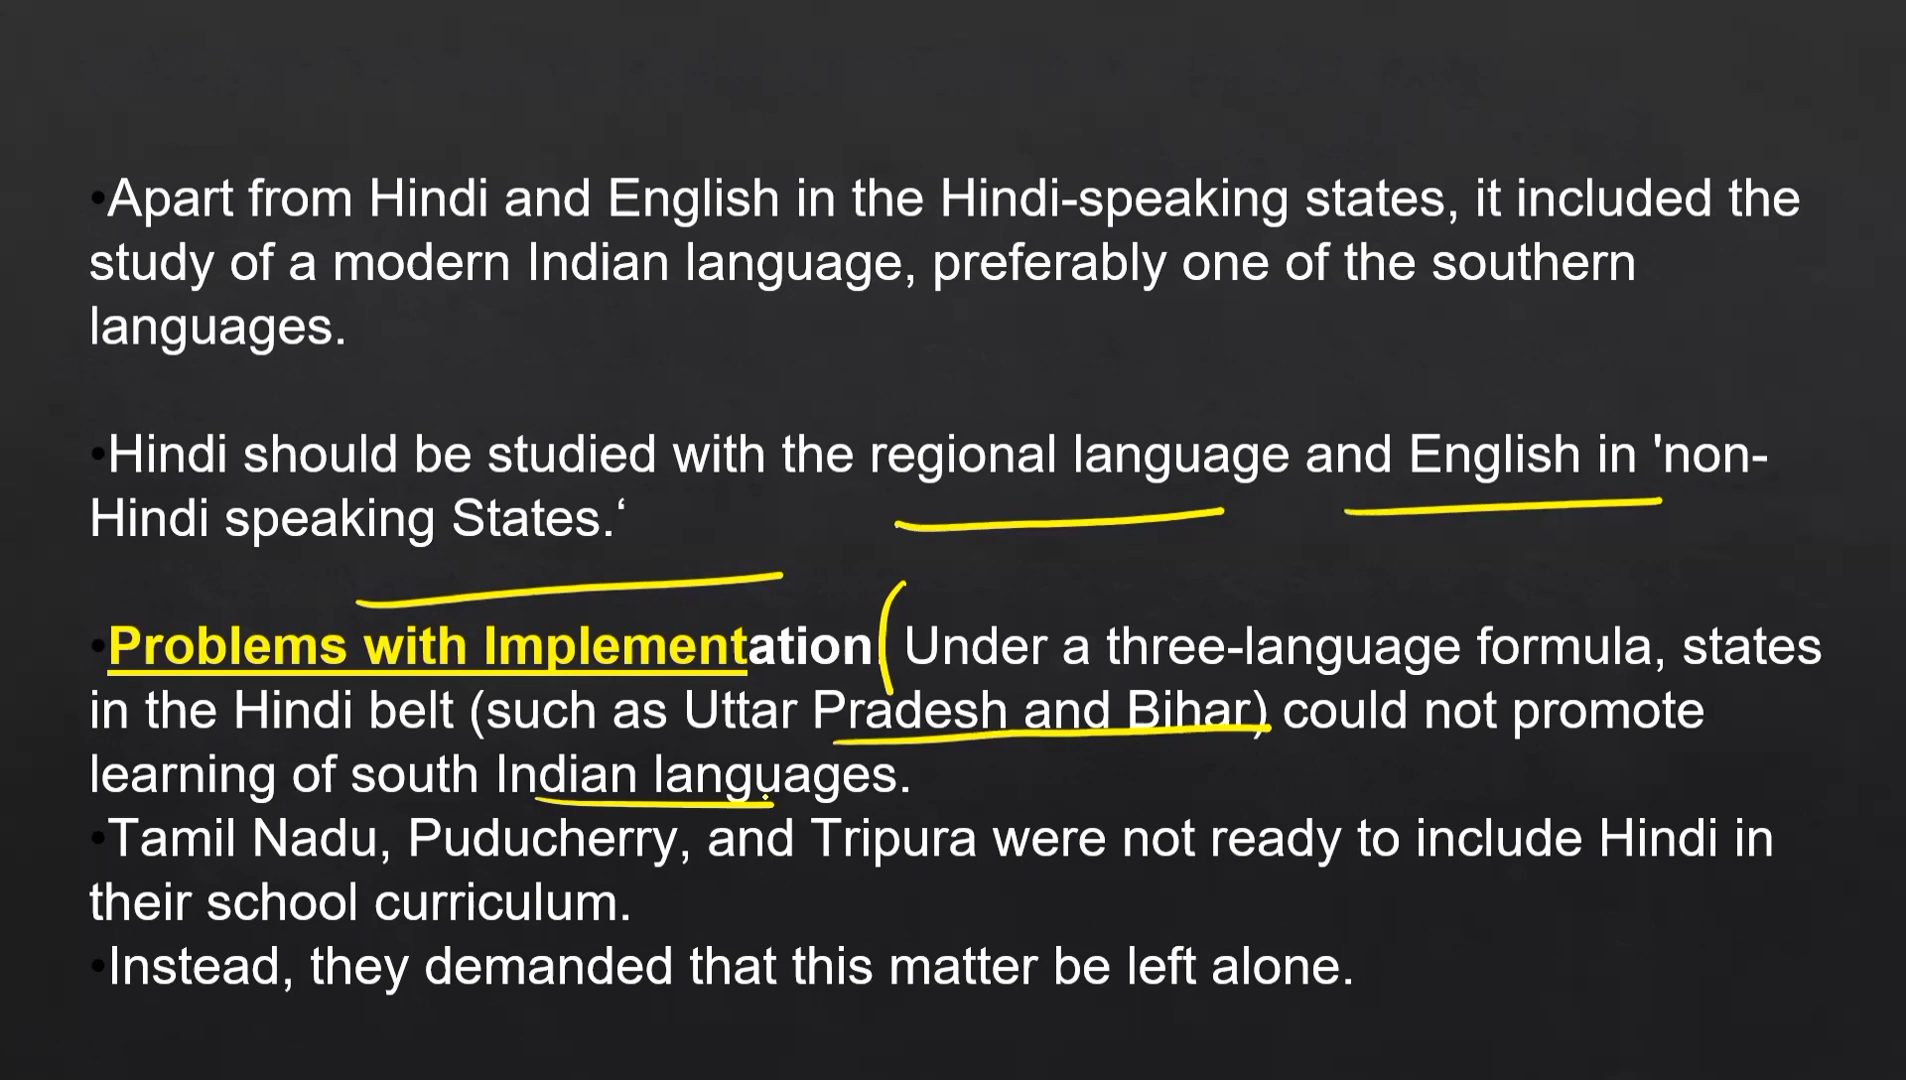 •Apart from Hindi and English in the Hindi-speaking states, it included the
study of a modern Indian language, preferably one of the southern
languages.
•Hindi should be studied with the regional language and English in 'non-
Hindi speaking States.‘
•Problems with Implementation Under a three-language formula, states
in the Hindi belt (such as Uttar Pradesh and Bihar) could not promote
learning of south Indian languages.
•Tamil Nadu, Puducherry, and Tripura were not ready to include Hindi in
their school curriculum.
•Instead, they demanded that this matter be left alone.